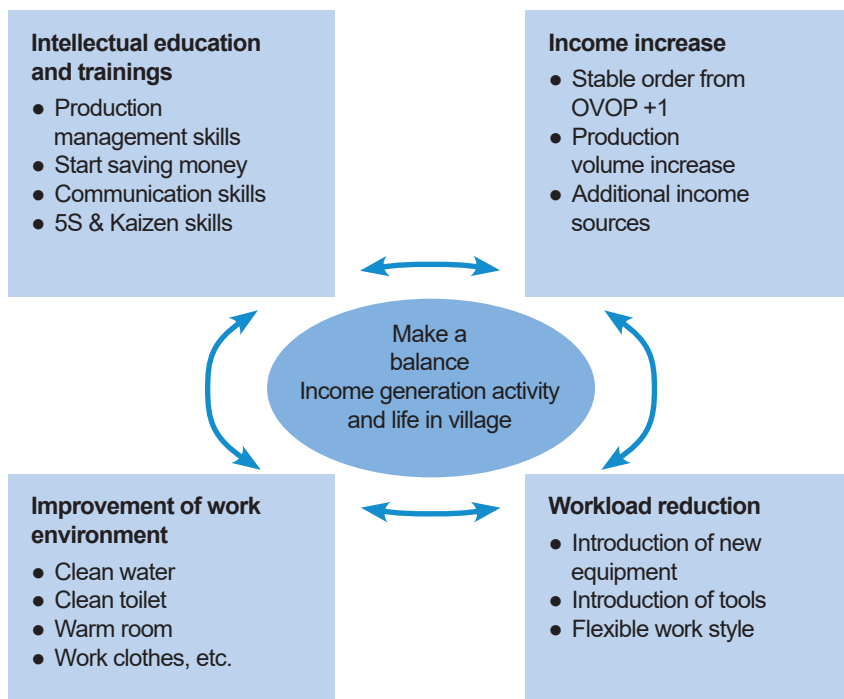 Intellectual education
and trainings
● Production
management skills
● Start saving money
● Communication skills
● 5S & Kaizen skills
Income increase
● Stable order from
OVOP +1
● Production
volume increase
● Additional income
sources
Make a
balance
Income generation activity
and life in village
Improvement of work
environment
● Clean water
● Clean toilet
● Warm room
● Work clothes, etc.
Workload reduction
● Introduction of new
equipment
● Introduction of tools
● Flexible work style